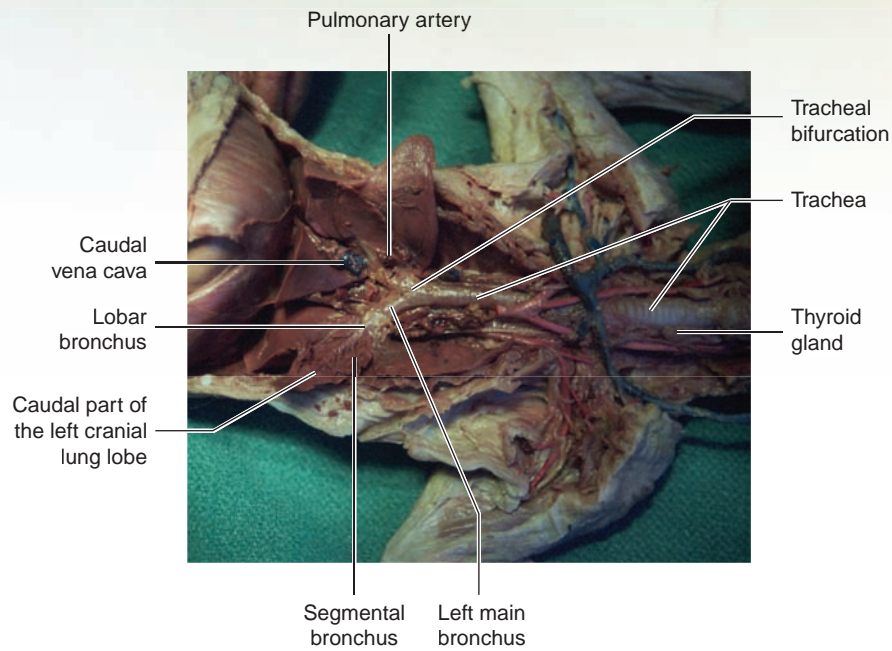 Pulmonary artery
Tracheal
bifurcation
Trachea
Caudal
vena cava
Lobar
bronchus
Thyroid
gland
Caudal part of
the left cranial
lung lobe
Segmental
bronchus
Left main
bronchus